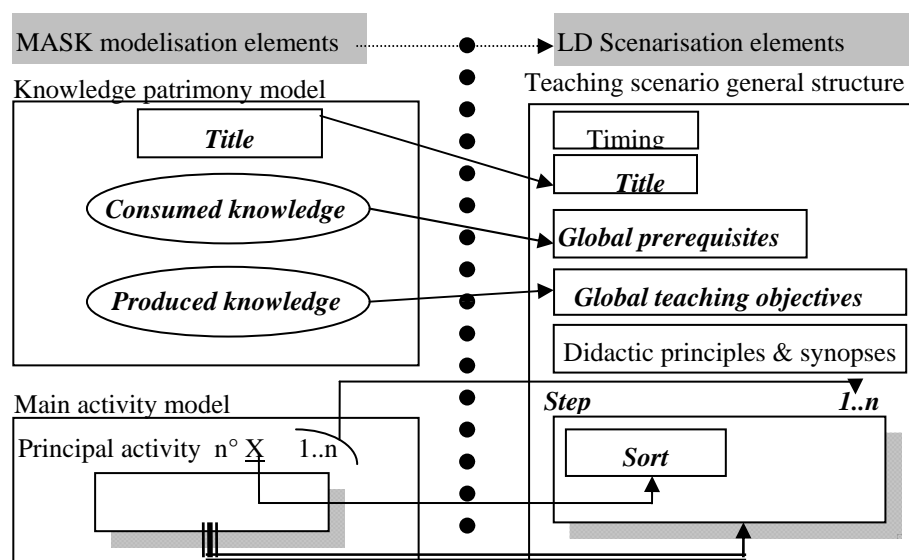 MASK modelisation elements
LD Scenarisation elements
Knowledge patrimony model
Teaching scenario general structure
Title
Timing
Title
Consumed knowledge
Global prerequisites
Produced knowledge
Global teaching objectives
Didactic principles & synopses
Main activity model
Step 1..n
Principal activity n° X 1..n
Sort